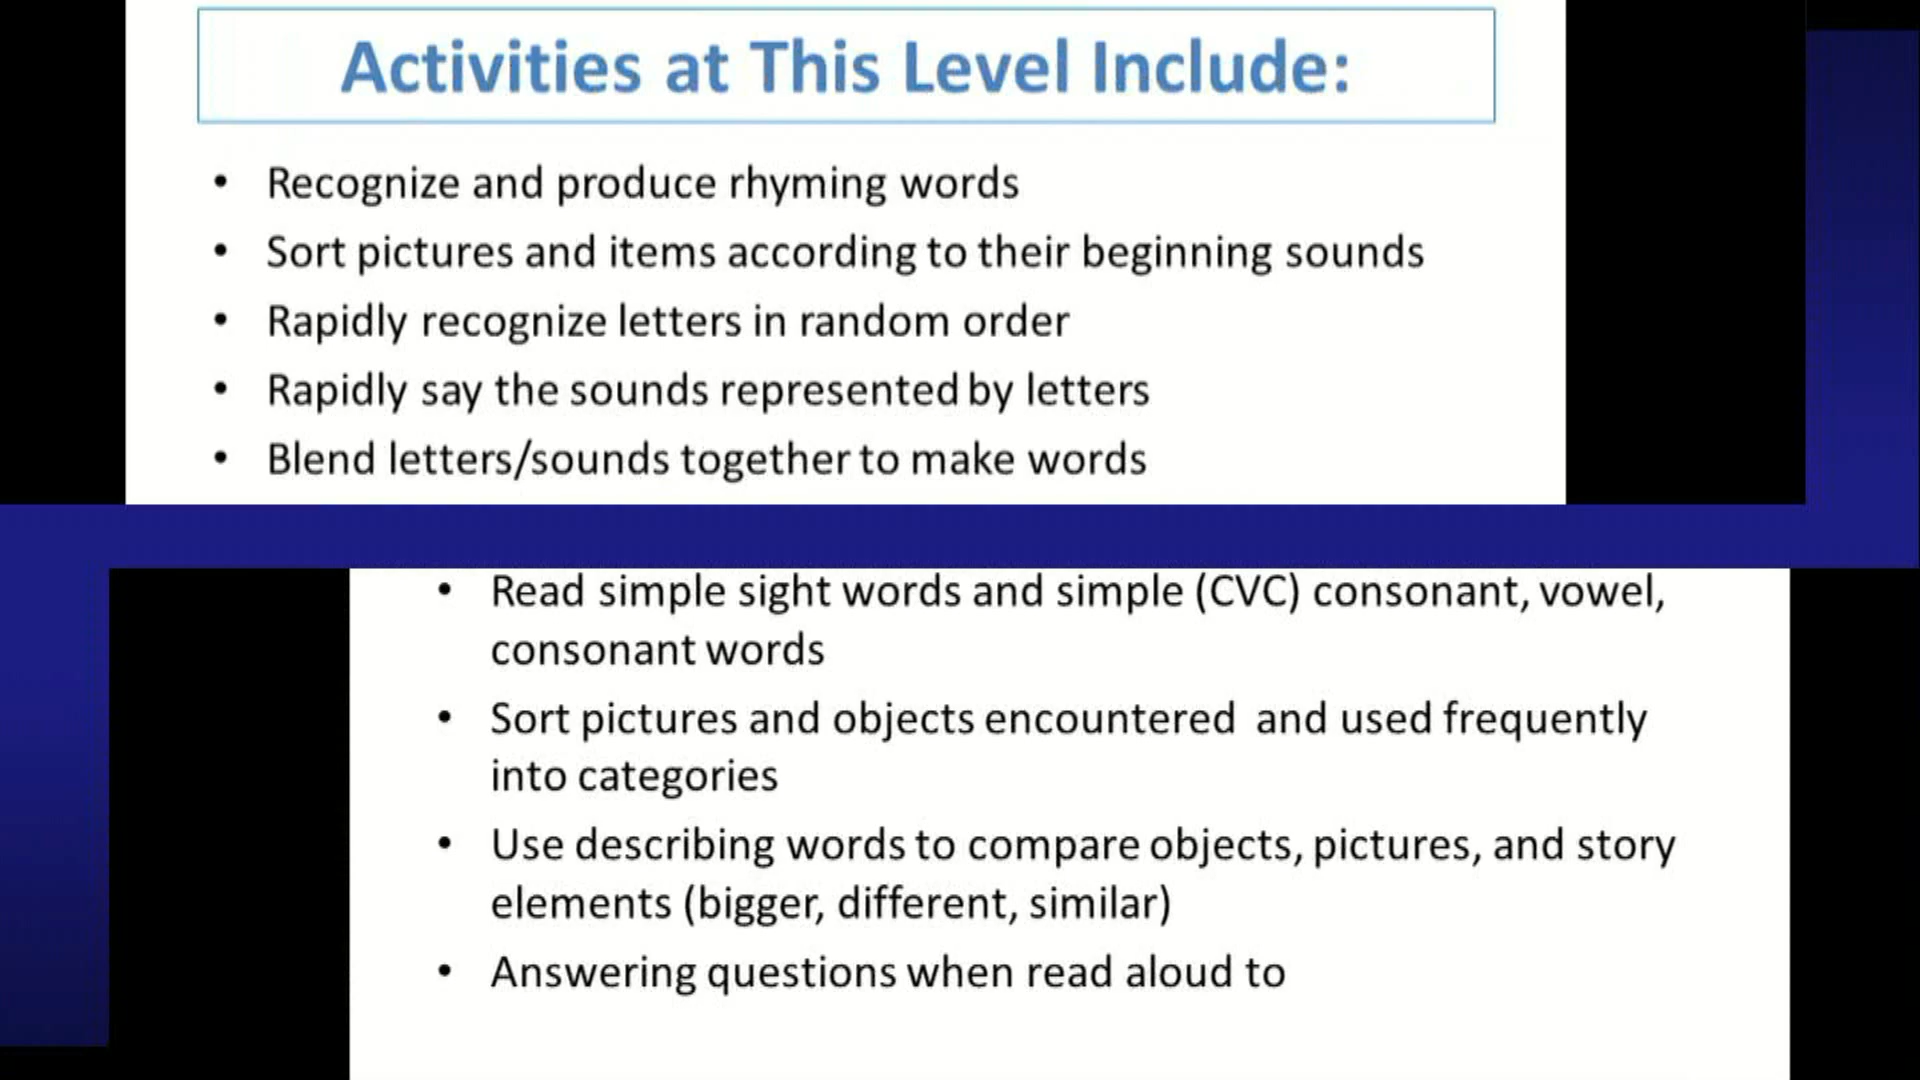 Activities at This Level Include:
• Recognize and produce rhyming words
• Sort pictures and items according to their beginning sounds
• Rapidly recognize letters in random order
• Rapidly say the sounds represented by letters
• Blend letters/sounds together to make words
• Read simple sight words and simple (CVC) consonant, vowel,
consonant words
• Sort pictures and objects encountered and used frequently
into categories
• Use describing words to compare objects, pictures, and story
elements (bigger, different, similar)
• Answering questions when read aloud to